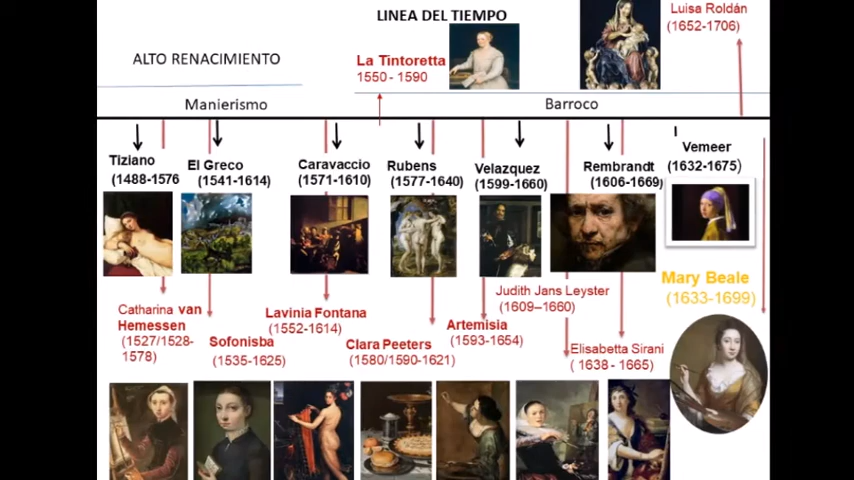 LINEA DEL TIEMPO
Luisa Roldán
(1652-1706)
ALTO RENACIMIENTO
La Tintoretta
1550 - 1590
Manierismo
Barroco
Tiziano
(1488-1576
El Greco
(1541-1614)
Caravaccio
(1571-1610)
Rubens
(1577-1640)
Velazquez
(1599-1660)
Rembrandt
(1606-1669)
Vemeer
(1632-1675)
Catharina van
Hemessen
(1527/1528-
1578)
Sofonisba
(1535-1625)
Lavinia Fontana
(1552-1614)
Clara Peeters
(1580/1590-1621)
Artemisia
(1593-1654)
Judith Jans Leyster
(1609–1660)
Elisabetta Sirani
( 1638 - 1665)
Mary Beale
(1633-1699)